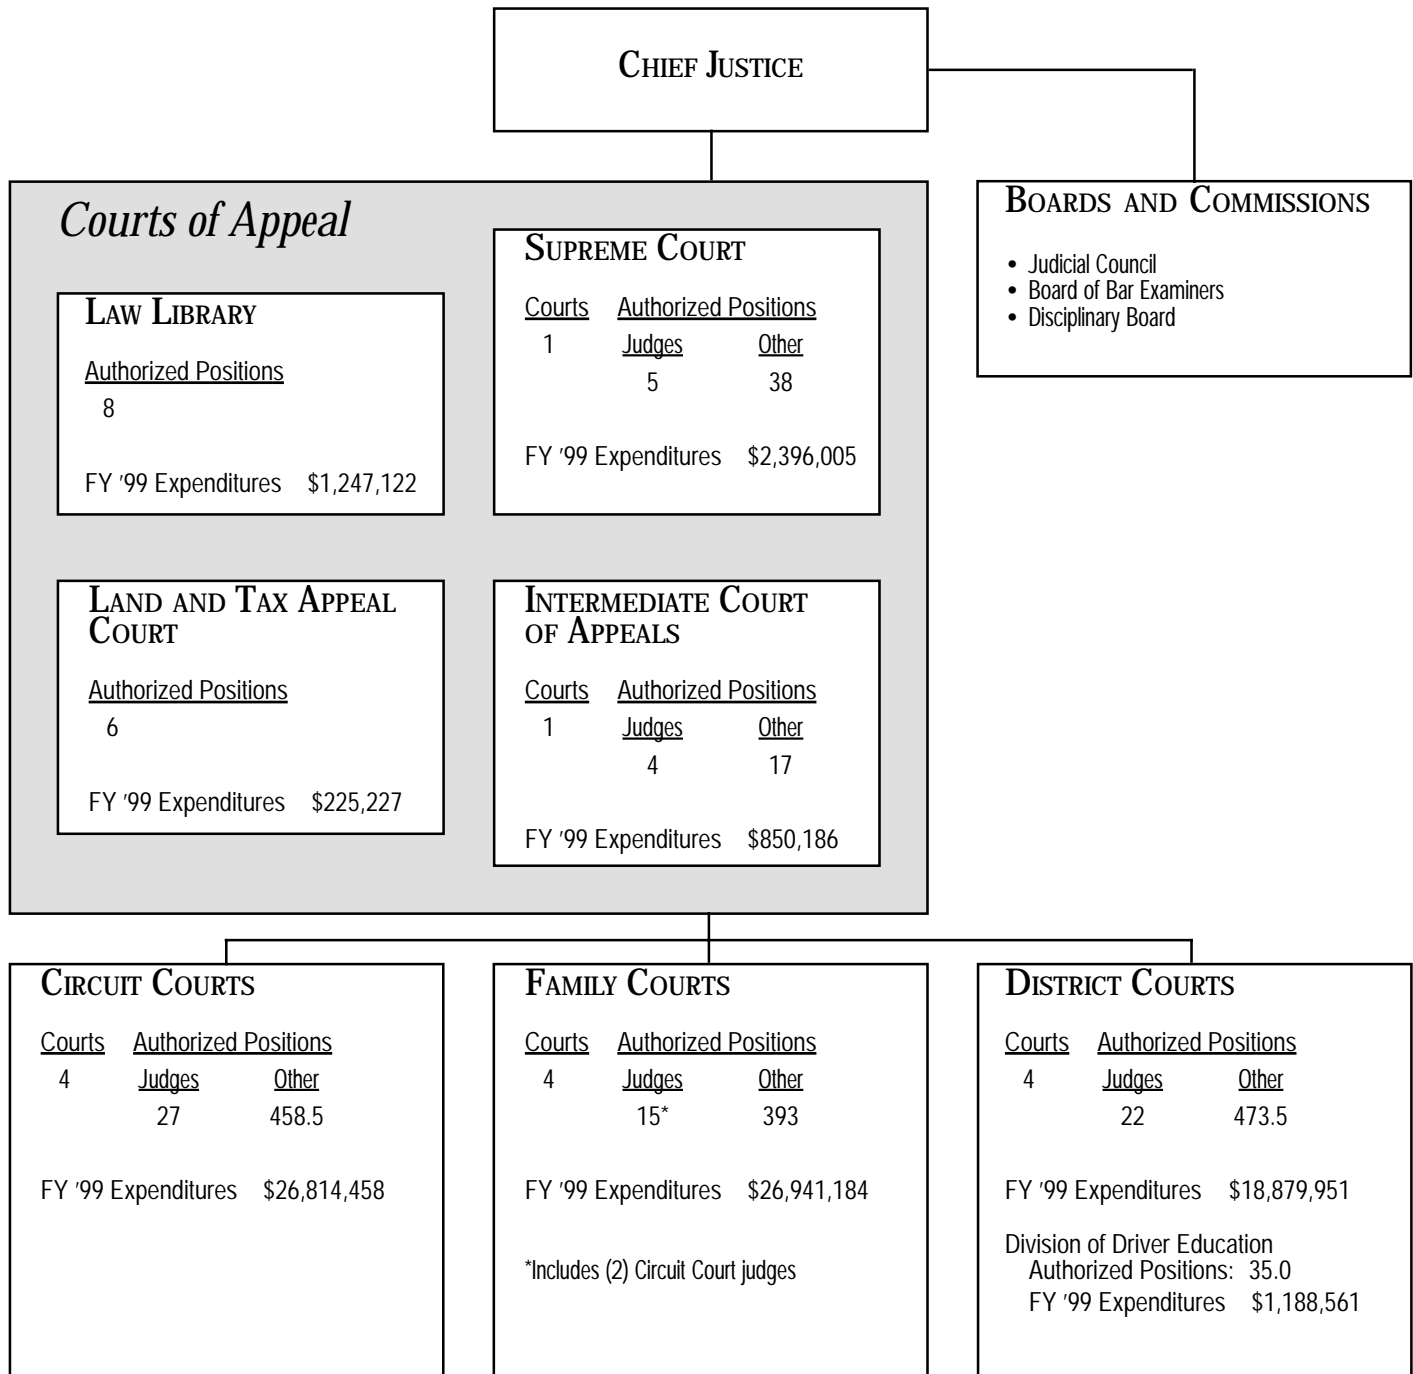 CHIEF JUSTICE
Courts of Appeal
LAW LIBRARY
Authorized Positions
8
FY '99 Expenditures $1,247,122
SUPREME COURT
Courts Authorized Positions
1 Judges Other
5 38
FY '99 Expenditures $2,396,005
BOARDS AND COMMISSIONS
• Judicial Council
• Board of Bar Examiners
• Disciplinary Board
LAND AND TAX APPEAL
COURT
Authorized Positions
6
FY '99 Expenditures $225,227
INTERMEDIATE COURT
OF APPEALS
Courts Authorized Positions
1 Judges Other
4 17
FY '99 Expenditures $850,186
CIRCUIT COURTS
Courts Authorized Positions
4 Judges Other
27 458.5
FY '99 Expenditures $26,814,458
FAMILY COURTS
Courts Authorized Positions
4 Judges Other
15* 393
FY '99 Expenditures $26,941,184
*Includes (2) Circuit Court judges
DISTRICT COURTS
Courts Authorized Positions
4 Judges Other
22 473.5
FY '99 Expenditures $18,879,951
Division of Driver Education
Authorized Positions: 35.0
FY '99 Expenditures $1,188,561